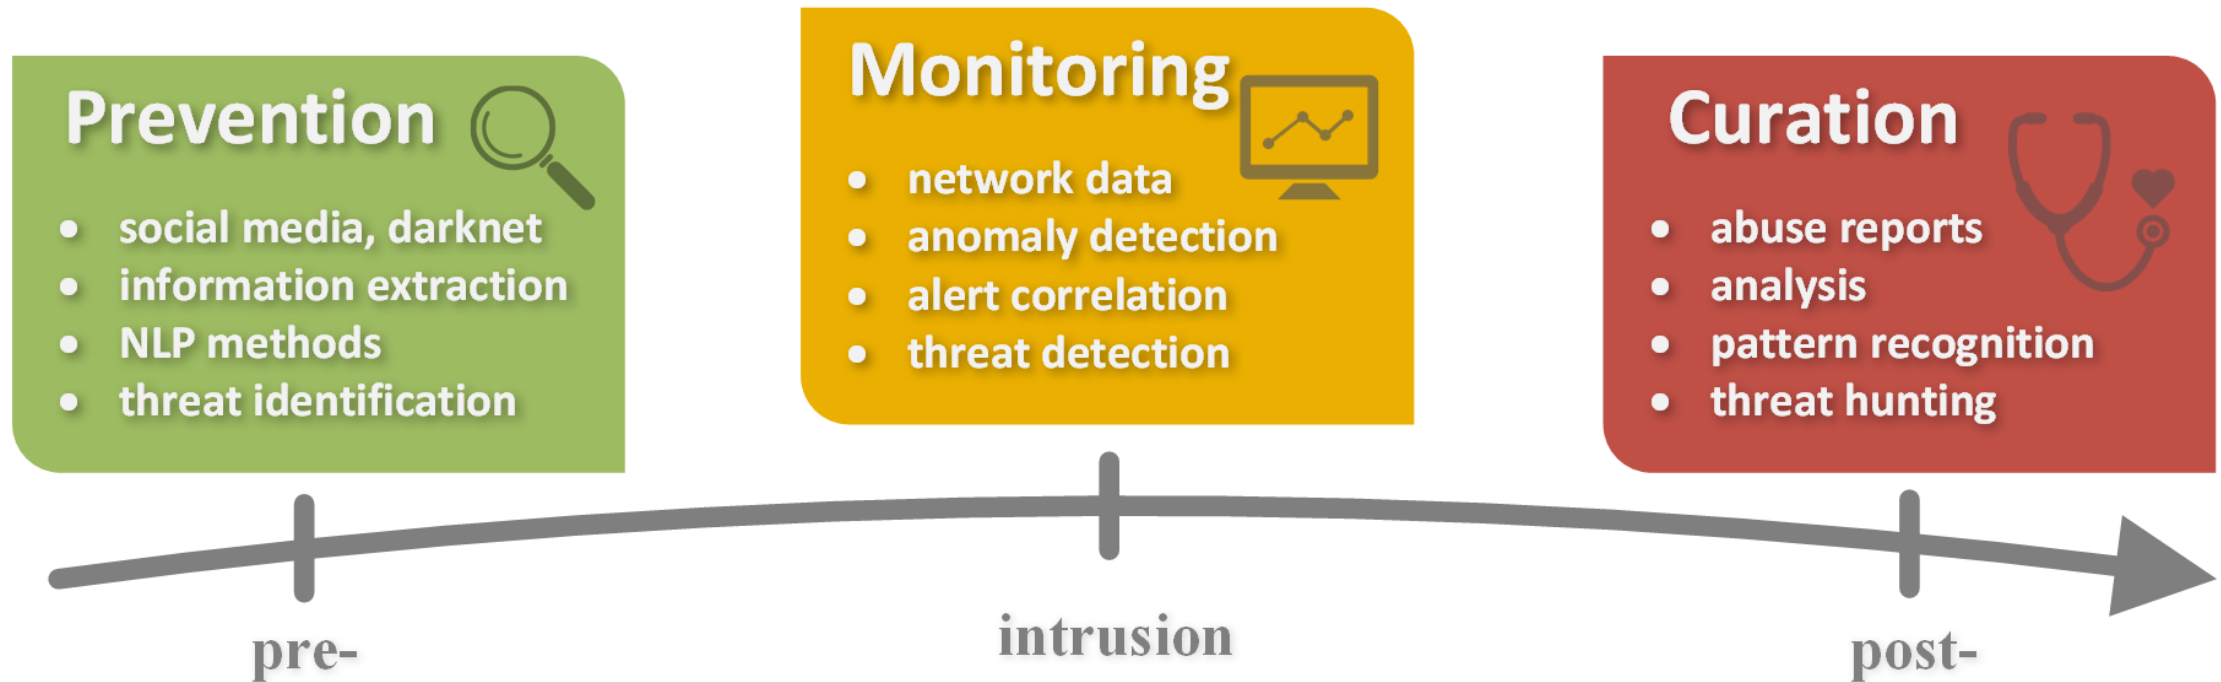 Prevention
• social media, darknet
• information extraction
• NLP methods
• threat identification
Monitoring
• network data
• anomaly detection
• alert correlation
• threat detection
Curation
• abuse reports
• analysis
• pattern recognition
• threat hunting
pre-
intrusion
post-